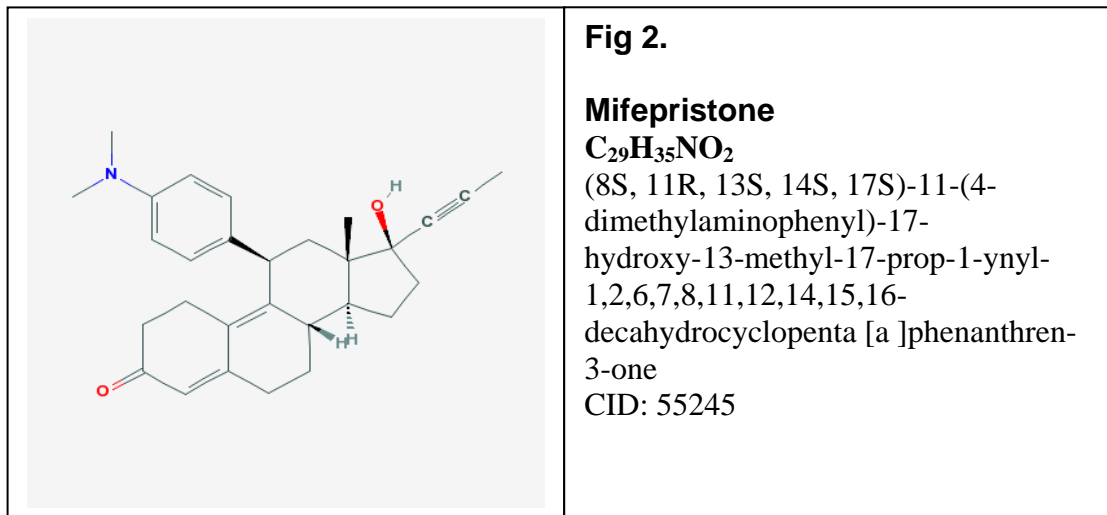 N
H
O
C
C
H
H
O
Fig 2.
Mifepristone
C₂₉H₃₅NO₂
(8S, 11R, 13S, 14S, 17S)-11-(4-
dimethylaminophenyl)-17-
hydroxy-13-methyl-17-prop-1-ynyl-
1,2,6,7,8,11,12,14,15,16-
decahydrocyclopenta [a ]phenanthren-
3-one
CID: 55245